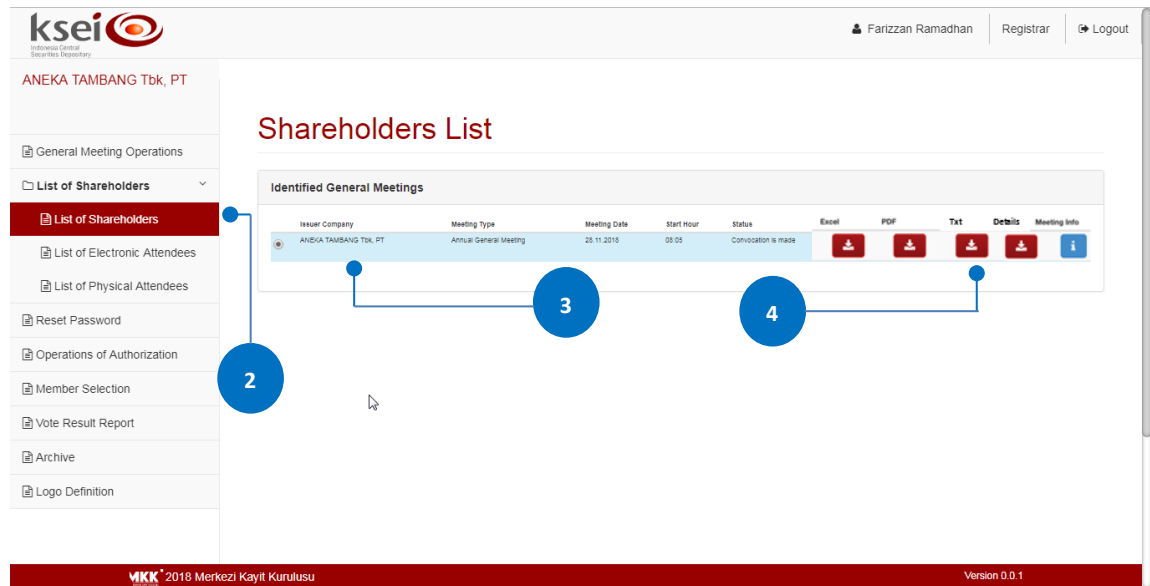 ksei
Indonesia Central
Securities Depository
Farizzan Ramadhan
Registrar
Logout
ANEKA TAMBANG Tbk, PT
General Meeting Operations
List of Shareholders
List of Shareholders
List of Electronic Attendees
List of Physical Attendees
Reset Password
Operations of Authorization
Member Selection
Vote Result Report
Archive
Logo Definition
Shareholders List
Identified General Meetings
Issuer Company Meeting Type Meeting Date Start Hour Status Excel PDF Txt Details Meeting Info
ANEKA TAMBANG Tbk, PT Annual General Meeting 28.11.2018 08:05 Convocation is made
2
3
4
MKK 2018 Merkezi Kayit Kurulusu
Version 0.0.1